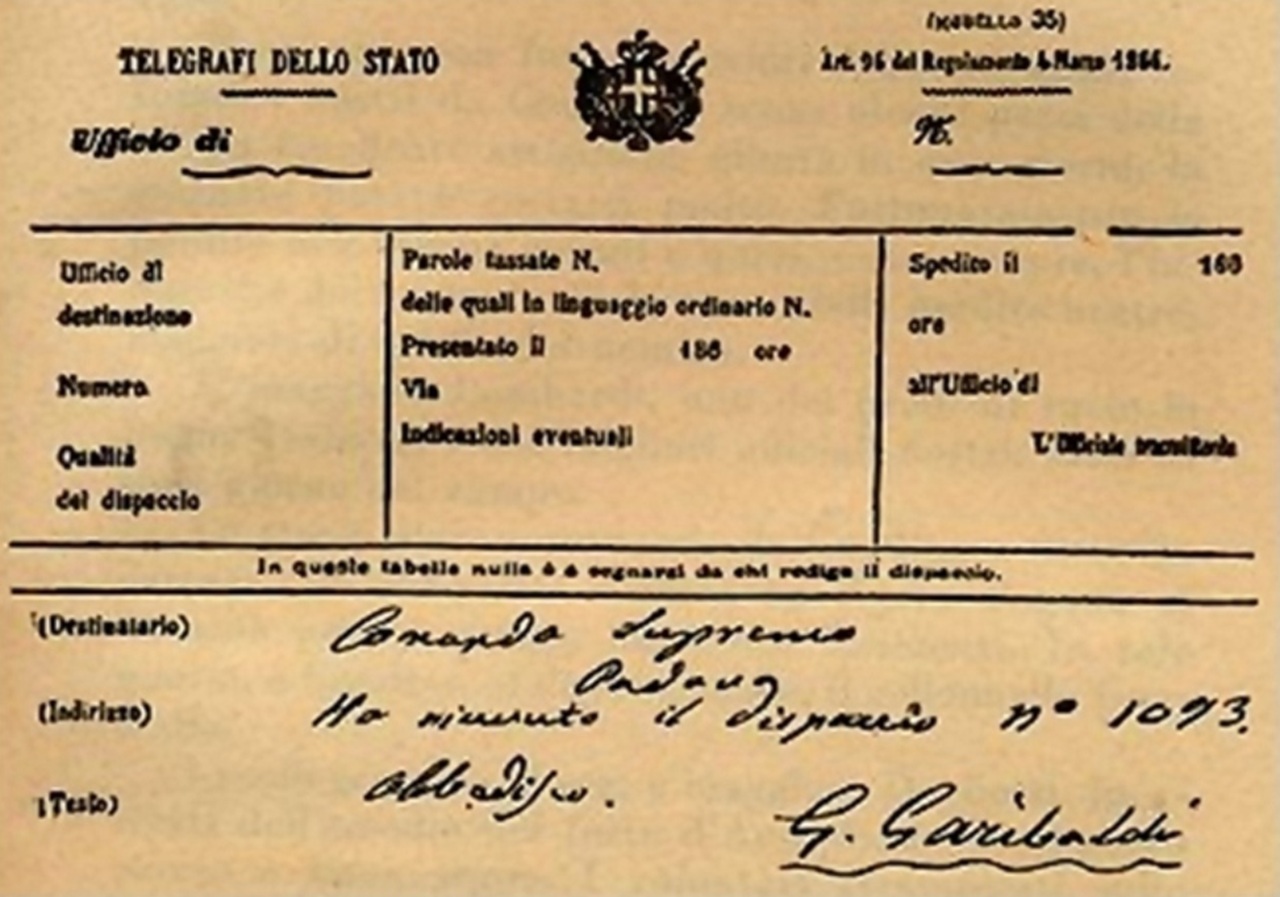 (MODELLO 35)
TELEGRAFI DELLO STATO
Art. 96 del Regolamento 4 Marzo 1866.
Ufficio di
N.
Ufficio di
destinazione
Numero
Qualità
del dispaccio
Parole tassate N.
delle quali in linguaggio ordinario N.
Presentato il 186 ore
Via
Indicazioni eventuali
Spedito il 186
ore
all'Ufficio di
L'Ufficiale
In queste tabelle nulla è a segnarsi da chi redige il dispaccio.
(Destinatario) Comando Supremo
Padova
(Indirizzo) Ho ricevuto il dispaccio nº 1073.
(Testo) Obbedisco.
G. Garibaldi